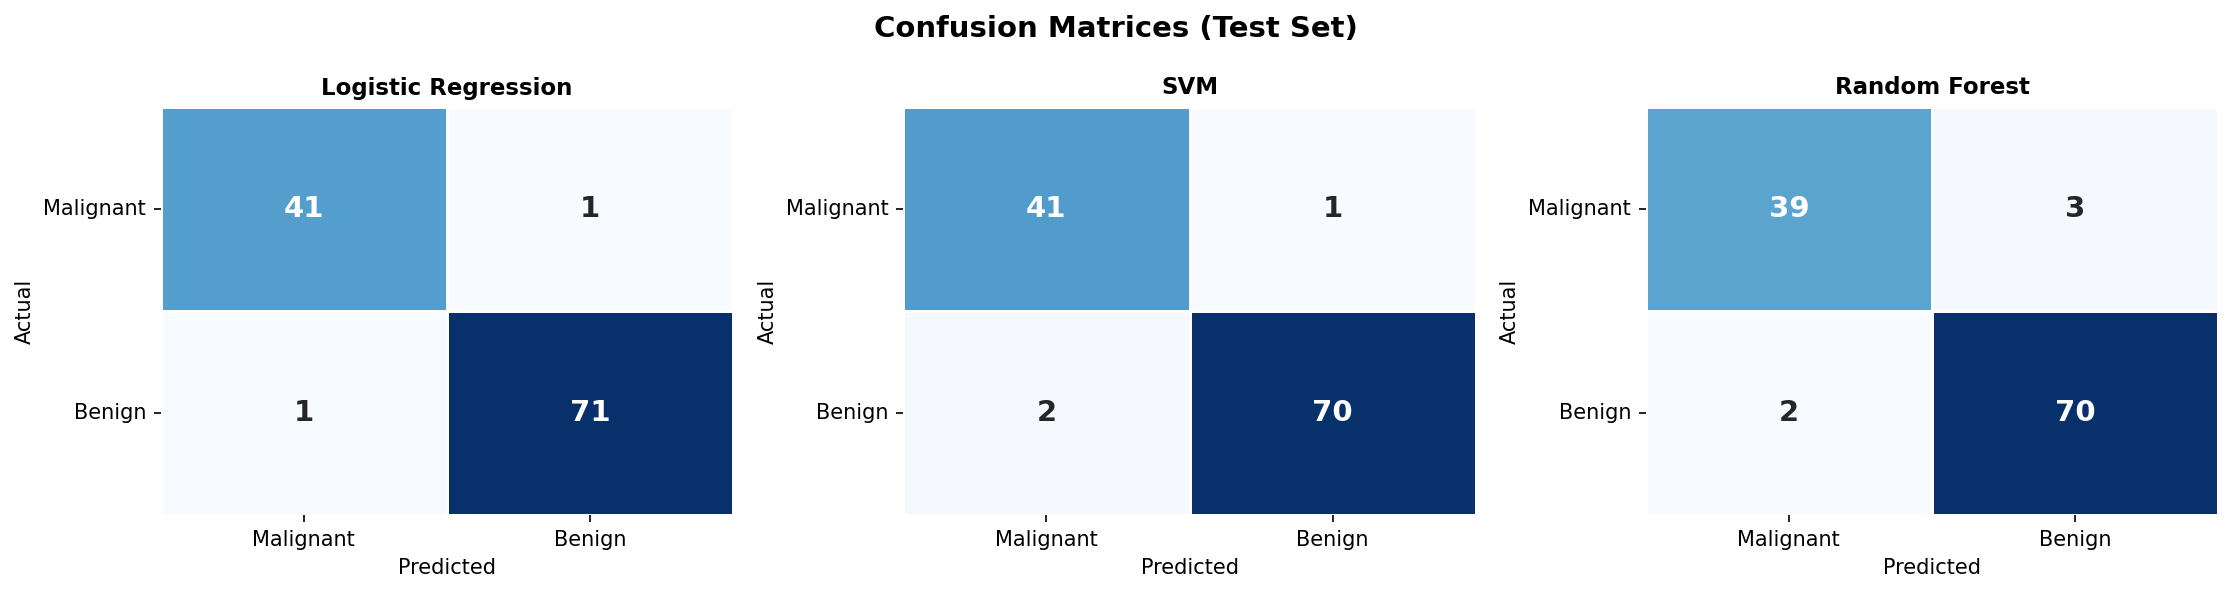 Confusion Matrices (Test Set)
Logistic Regression
Malignant
41
1
Actual
Benign
1
71
Malignant
Benign
Predicted
SVM
Malignant
41
1
Actual
Benign
2
70
Malignant
Benign
Predicted
Random Forest
Malignant
39
3
Actual
Benign
2
70
Malignant
Benign
Predicted